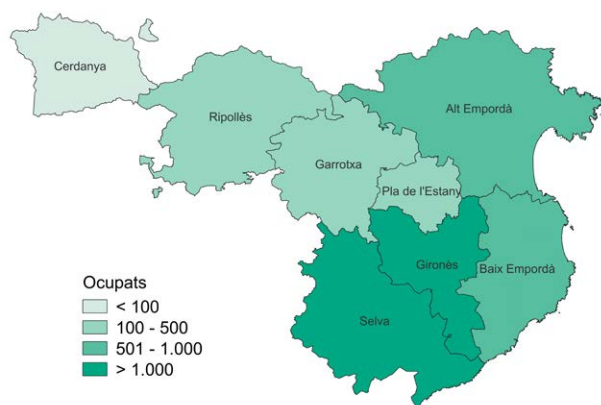 Cerdanya
Ripollès
Alt Empordà
Garrotxa
Pla de l'Estany
Gironès
Baix Empordà
Selva
Ocupats
< 100
100 - 500
501 - 1.000
> 1.000